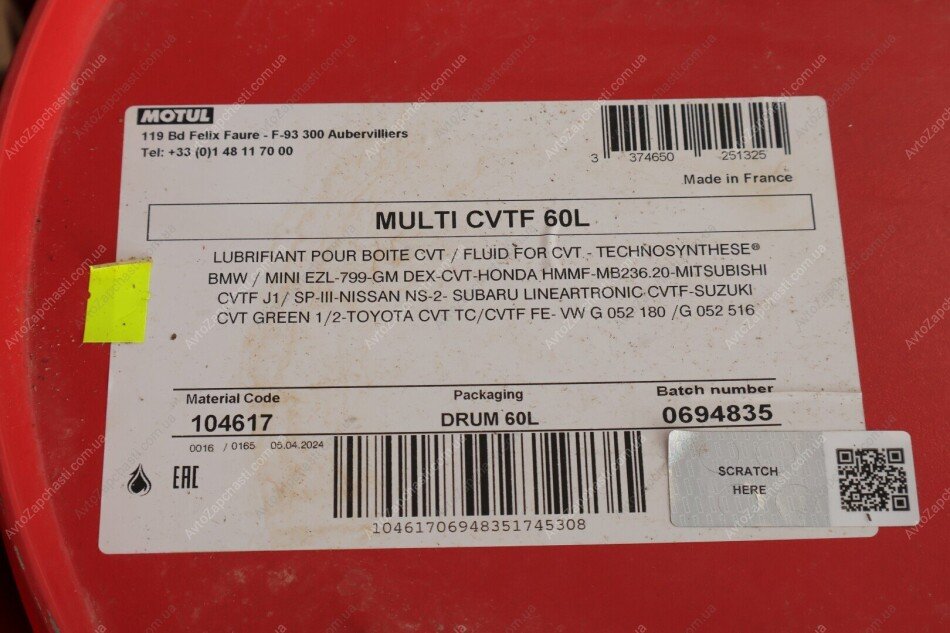 MOTUL
119 Bd Felix Faure - F-93 300 Aubervilliers
Tel: +33 (0)1 48 11 70 00
3 374650 251325
Made in France
MULTI CVTF 60L
LUBRIFIANT POUR BOITE CVT / FLUID FOR CVT - TECHNOSYNTHESE®
BMW / MINI EZL-799-GM DEX-CVT-HONDA HMMF-MB236.20-MITSUBISHI
CVTF J1/ SP-III-NISSAN NS-2- SUBARU LINEARTRONIC CVTF-SUZUKI
CVT GREEN 1/2-TOYOTA CVT TC/CVTF FE- VW G 052 180 /G 052 516
Material Code Packaging Batch number
104617 DRUM 60L 0694835
0016 / 0165 05.04.2024
EAC
SCRATCH
HERE
10461706948351745308
AvtoZapchasti.com.ua